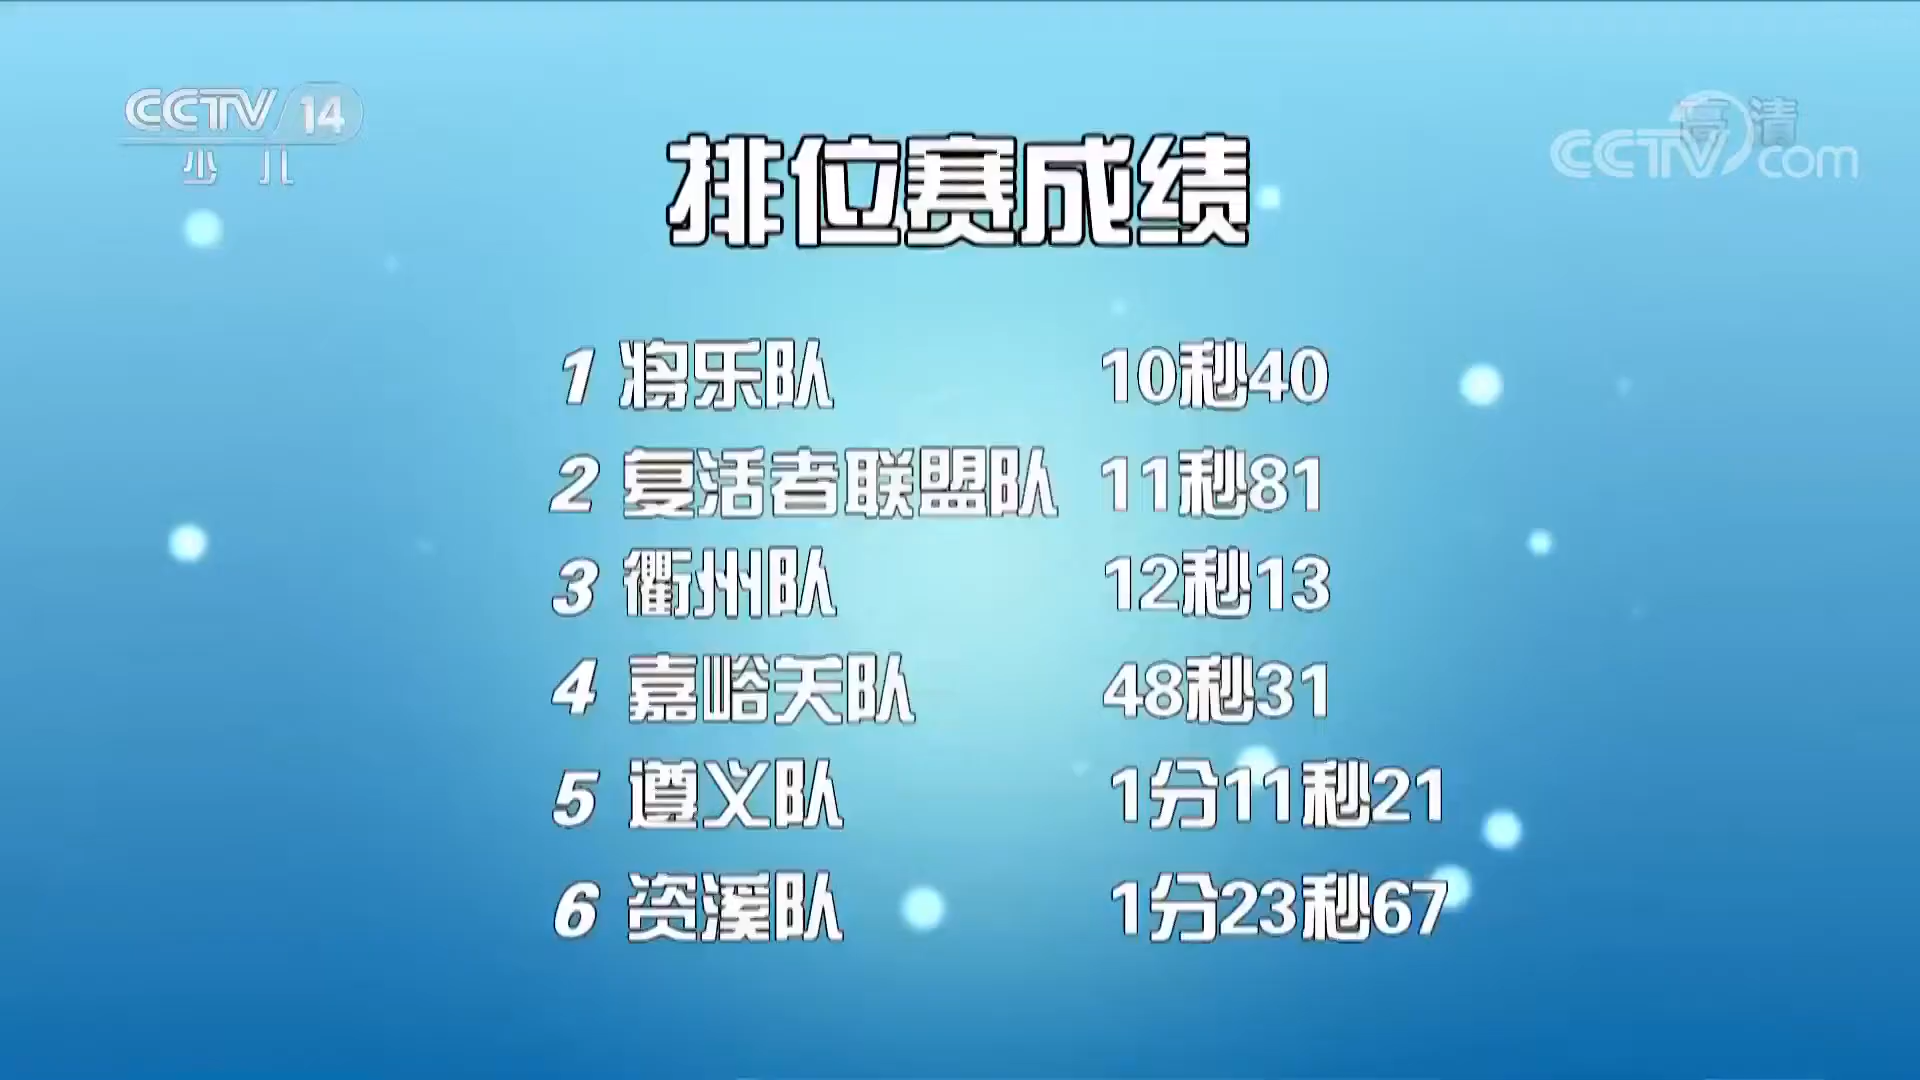 CCTV 14
少儿
高清
CCTV.com
排位赛成绩
1 将乐队 10秒40
2 复活者联盟队 11秒81
3 衢州队 12秒13
4 嘉峪关队 48秒31
5 遵义队 1分11秒21
6 资溪队 1分23秒67